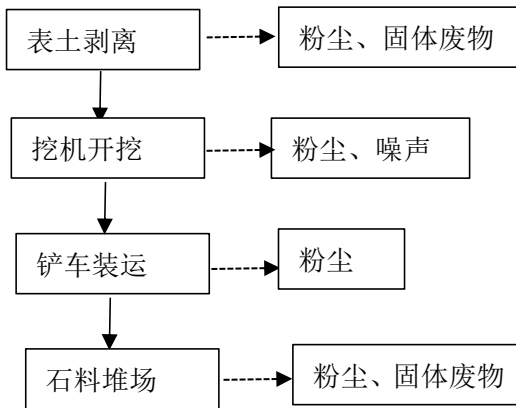 表土剥离
粉尘、固体废物
挖机开挖
粉尘、噪声
铲车装运
粉尘
石料堆场
粉尘、固体废物